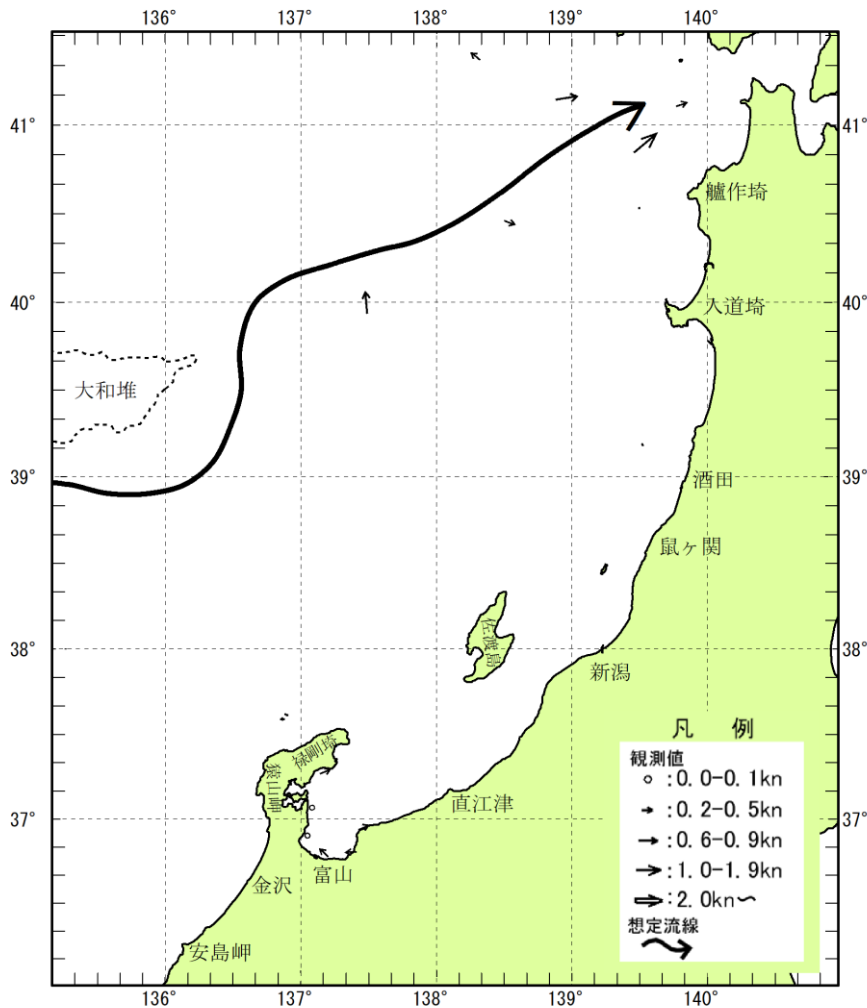 136° 137° 138° 139° 140°
41° 41°
艫作埼
40° 40°
入道埼
大和堆
39° 39°
酒田
鼠ヶ関
佐渡島
38° 38°
新潟
凡 例
観測値
:0.0-0.1kn
:0.2-0.5kn
:0.6-0.9kn
:1.0-1.9kn
:2.0kn~
想定流線
禄剛埼
猿山岬
37° 37°
直江津
富山
金沢
安島岬
136° 137° 138° 139° 140°